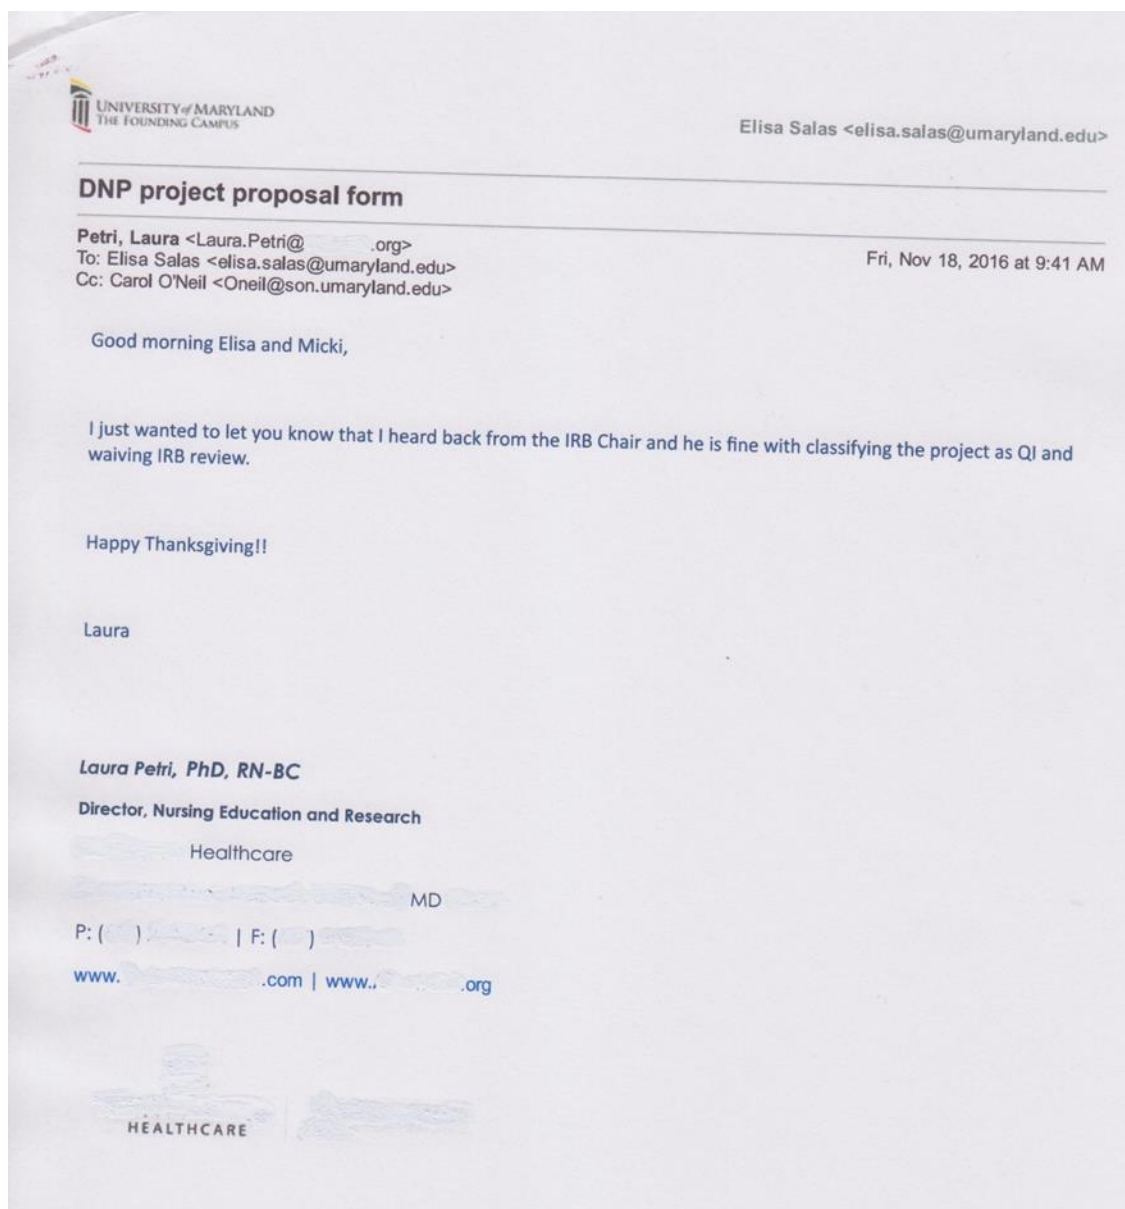 UNIVERSITY of MARYLAND
THE FOUNDING CAMPUS
Elisa Salas <elisa.salas@umaryland.edu>
DNP project proposal form
Petri, Laura <Laura.Petri@ .org>
Fri, Nov 18, 2016 at 9:41 AM
To: Elisa Salas <elisa.salas@umaryland.edu>
Cc: Carol O'Neil <Oneil@son.umaryland.edu>
Good morning Elisa and Micki,
I just wanted to let you know that I heard back from the IRB Chair and he is fine with classifying the project as QI and
waiving IRB review.
Happy Thanksgiving!!
Laura
Laura Petri, PhD, RN-BC
Director, Nursing Education and Research
Healthcare
MD
P: ( ) | F: ( )
www. .com | www.. .org
HEALTHCARE